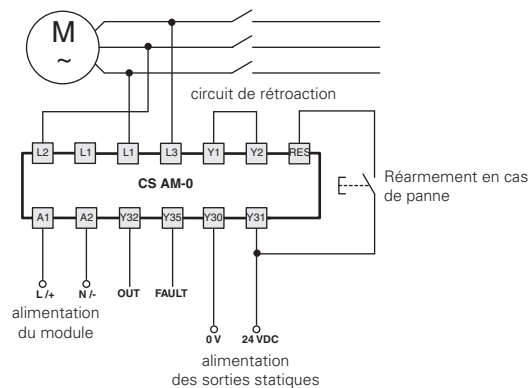 M
~
circuit de rétroaction
L2 L1 L1 L3 Y1 Y2 RES
CS AM-0
Réarmement en cas
de panne
A1 A2 Y32 Y35 Y30 Y31
L /+ N /- OUT FAULT
alimentation
du module
0 V 24 VDC
alimentation
des sorties statiques